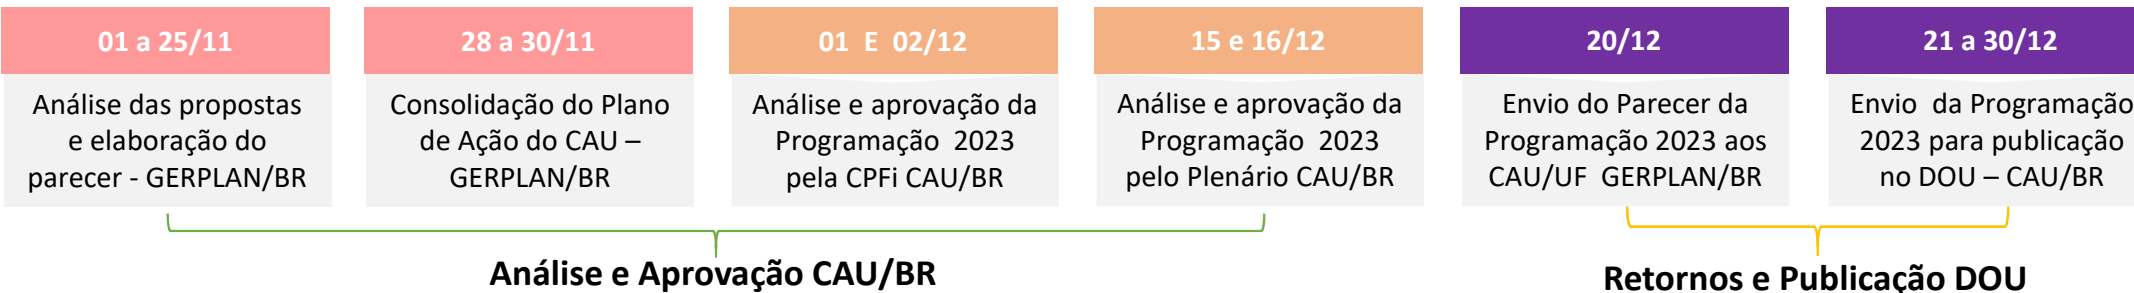 01 a 25/11
Análise das propostas
e elaboração do
parecer - GERPLAN/BR
28 a 30/11
Consolidação do Plano
de Ação do CAU –
GERPLAN/BR
01 E 02/12
Análise e aprovação da
Programação 2023
pela CPFi CAU/BR
15 e 16/12
Análise e aprovação da
Programação 2023
pelo Plenário CAU/BR
20/12
Envio do Parecer da
Programação 2023 aos
CAU/UF GERPLAN/BR
21 a 30/12
Envio da Programação
2023 para publicação
no DOU – CAU/BR
Análise e Aprovação CAU/BR
Retornos e Publicação DOU